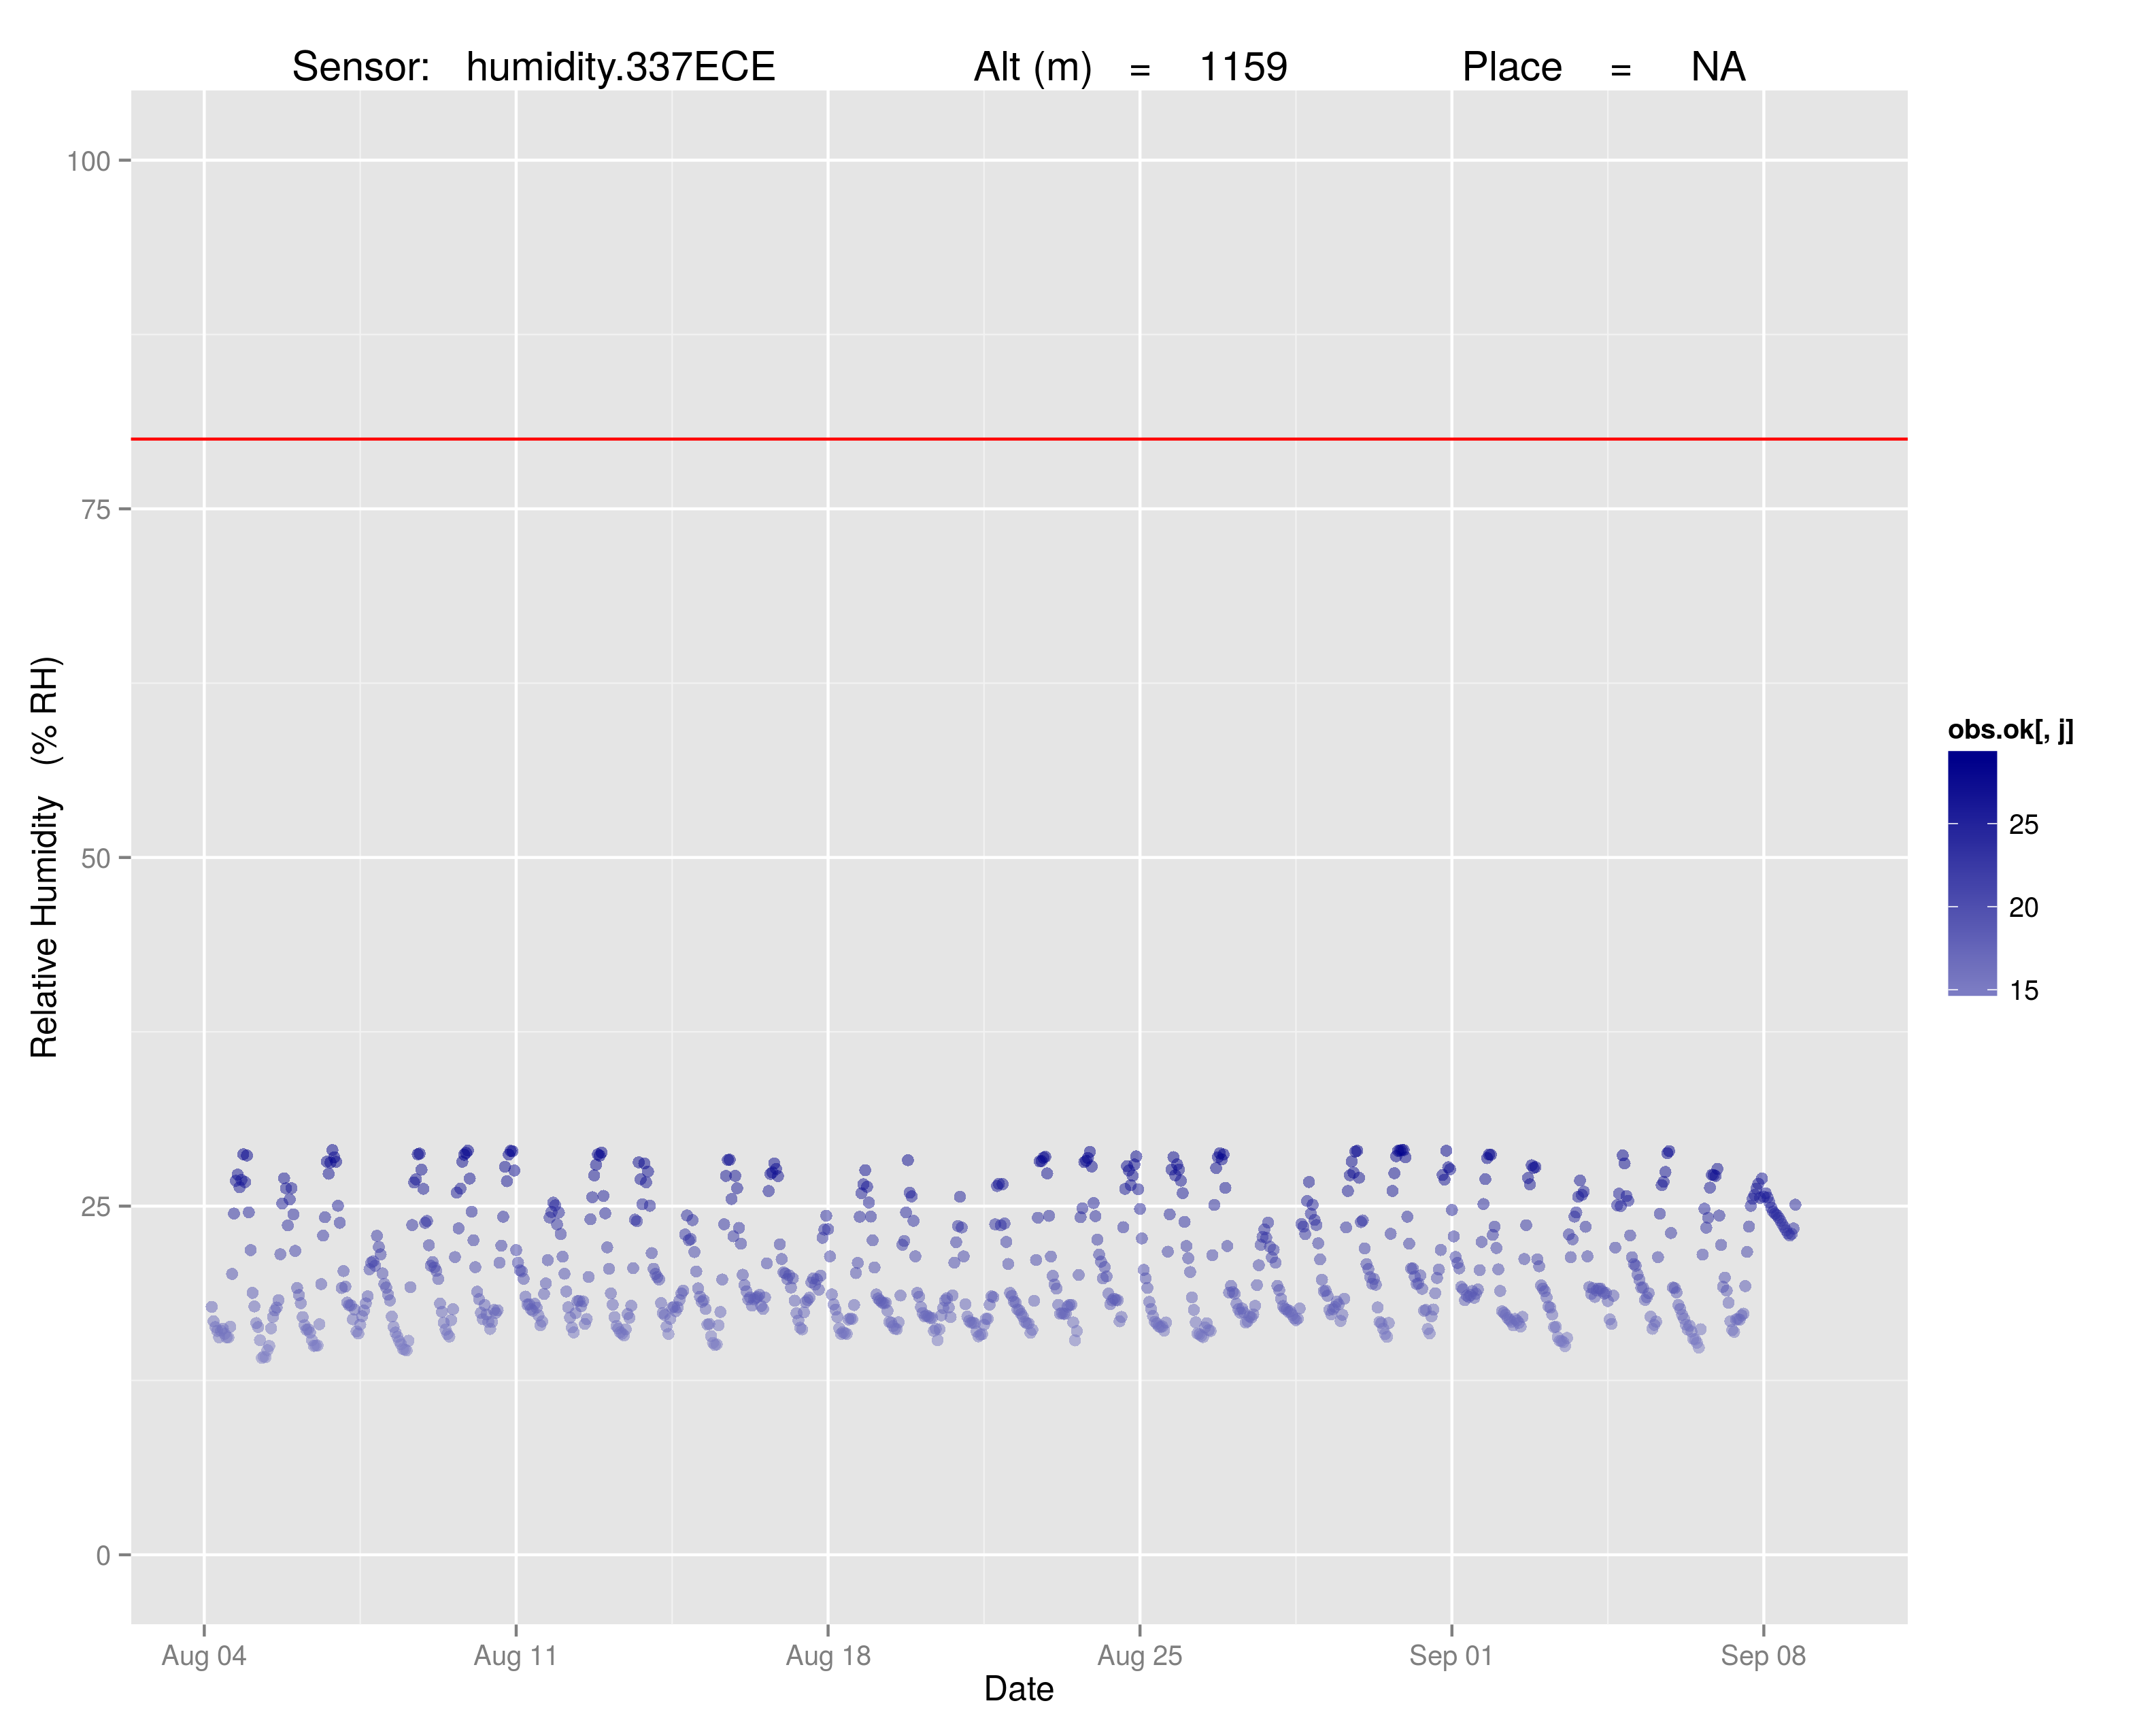 Sensor: humidity.337ECE Alt (m) = 1159 Place = NA
100
75
50
25
0
Relative Humidity (% RH)
Aug 04 Aug 11 Aug 18 Aug 25 Sep 01 Sep 08
Date
obs.ok[, j]
25
20
15